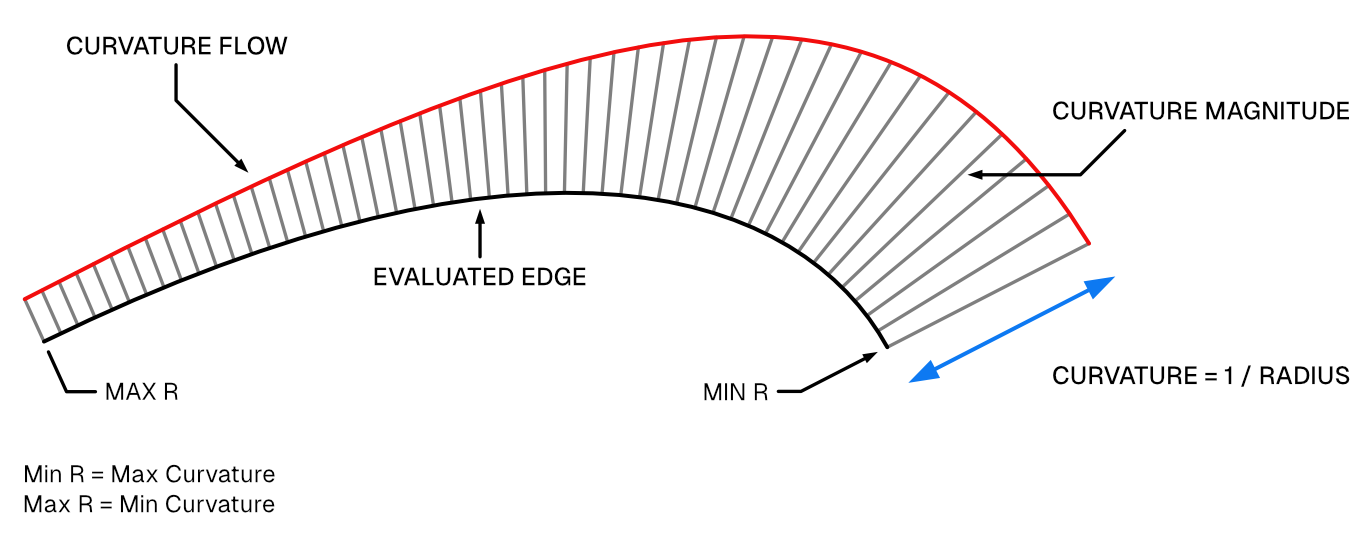 CURVATURE FLOW
CURVATURE MAGNITUDE
EVALUATED EDGE
MAX R
MIN R
CURVATURE = 1 / RADIUS
Min R = Max Curvature
Max R = Min Curvature